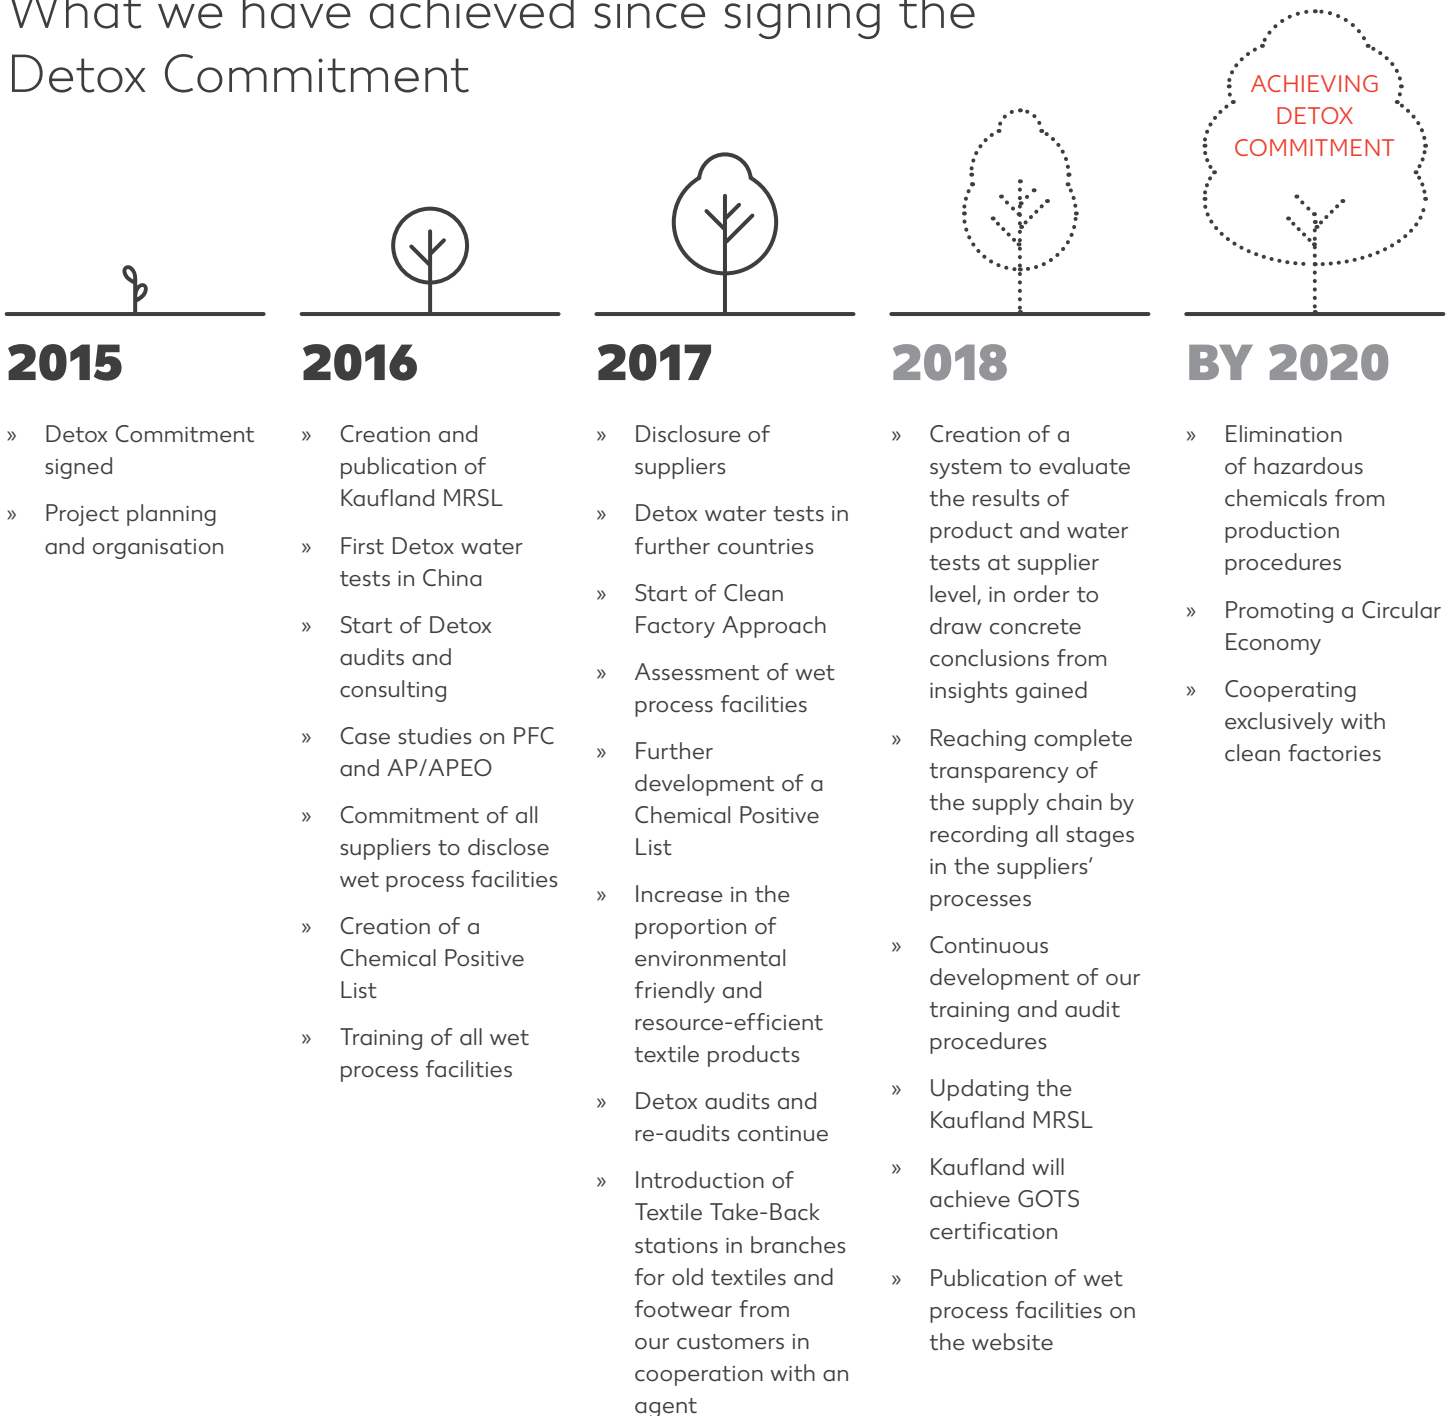 What we have achieved since signing the
Detox Commitment
ACHIEVING
DETOX
COMMITMENT
2015
» Detox Commitment
signed
» Project planning
and organisation
2016
» Creation and
publication of
Kaufland MRSL
» First Detox water
tests in China
» Start of Detox
audits and
consulting
» Case studies on PFC
and AP/APEO
» Commitment of all
suppliers to disclose
wet process facilities
» Creation of a
Chemical Positive
List
» Training of all wet
process facilities
2017
» Disclosure of
suppliers
» Detox water tests in
further countries
» Start of Clean
Factory Approach
» Assessment of wet
process facilities
» Further
development of a
Chemical Positive
List
» Increase in the
proportion of
environmental
friendly and
resource-efficient
textile products
» Detox audits and
re-audits continue
» Introduction of
Textile Take-Back
stations in branches
for old textiles and
footwear from
our customers in
cooperation with an
agent
2018
» Creation of a
system to evaluate
the results of
product and water
tests at supplier
level, in order to
draw concrete
conclusions from
insights gained
» Reaching complete
transparency of
the supply chain by
recording all stages
in the suppliers’
processes
» Continuous
development of our
training and audit
procedures
» Updating the
Kaufland MRSL
» Kaufland will
achieve GOTS
certification
» Publication of wet
process facilities on
the website
BY 2020
» Elimination
of hazardous
chemicals from
production
procedures
» Promoting a Circular
Economy
» Cooperating
exclusively with
clean factories